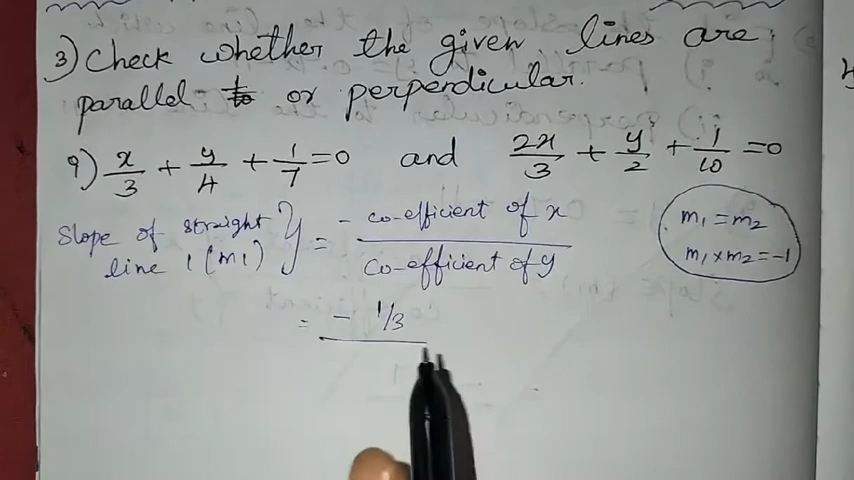 3) Check whether the given lines are
parallel to or perpendicular.
9) x/3 + y/4 + 1/7 = 0 and 2x/3 + y/2 + 1/10 = 0
Slope of straight line 1 (m1) } = - co-efficient of x / co-efficient of y
m1 = m2
m1 × m2 = -1
= - 1/3